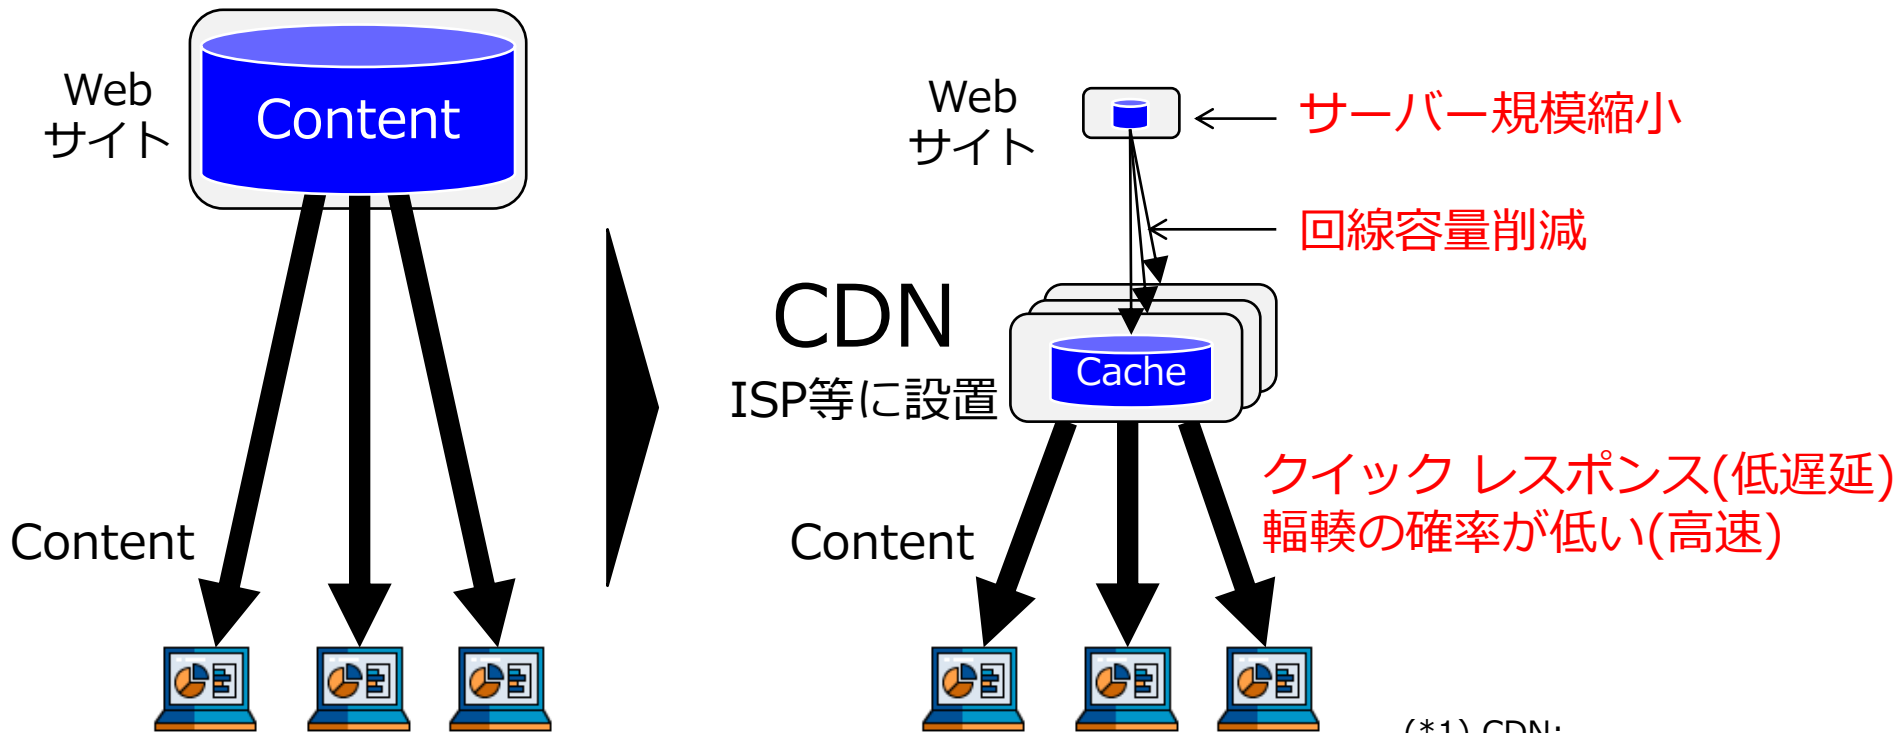 Web
サイト
Content
Content
Web
サイト
サーバー規模縮小
回線容量削減
CDN
ISP等に設置
Cache
クイック レスポンス(低遅延)
輻輳の確率が低い(高速)
Content
(*1) CDN: